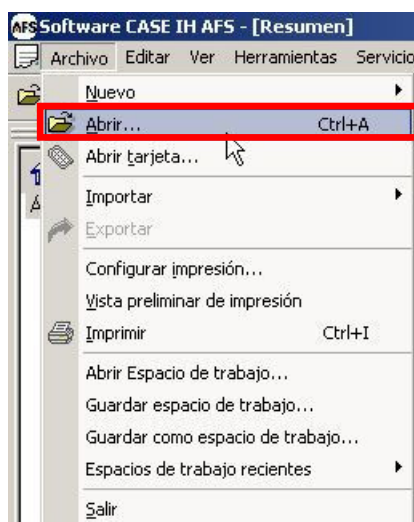 AFS Software CASE IH AFS - [Resumen]
Archivo Editar Ver Herramientas Servicio
Nuevo
Abrir... Ctrl+A
Abrir tarjeta...
Importar
Exportar
Configurar impresión...
Vista preliminar de impresión
Imprimir Ctrl+I
Abrir Espacio de trabajo...
Guardar espacio de trabajo...
Guardar como espacio de trabajo...
Espacios de trabajo recientes
Salir